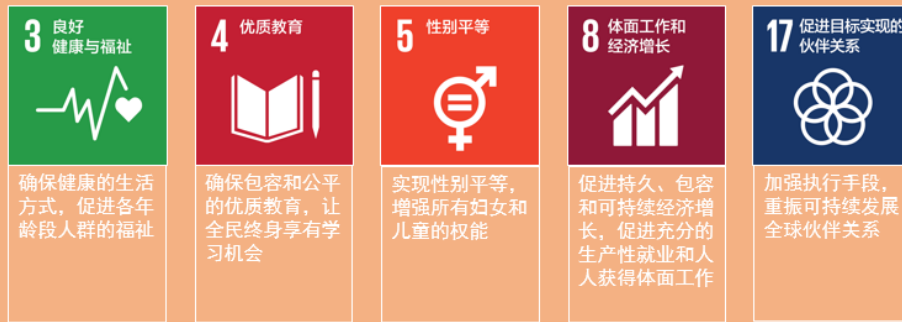 3 良好
健康与福祉
4 优质教育
5 性别平等
8 体面工作和
经济增长
17 促进目标实现的
伙伴关系
确保健康的生活
方式，促进各年
龄段人群的福祉
确保包容和公平
的优质教育，让
全民终身享有学
习机会
实现性别平等，
增强所有妇女和
儿童的权能
促进持久、包容
和可持续经济增
长，促进充分的
生产性就业和人
人获得体面工作
加强执行手段，
重振可持续发展
全球伙伴关系